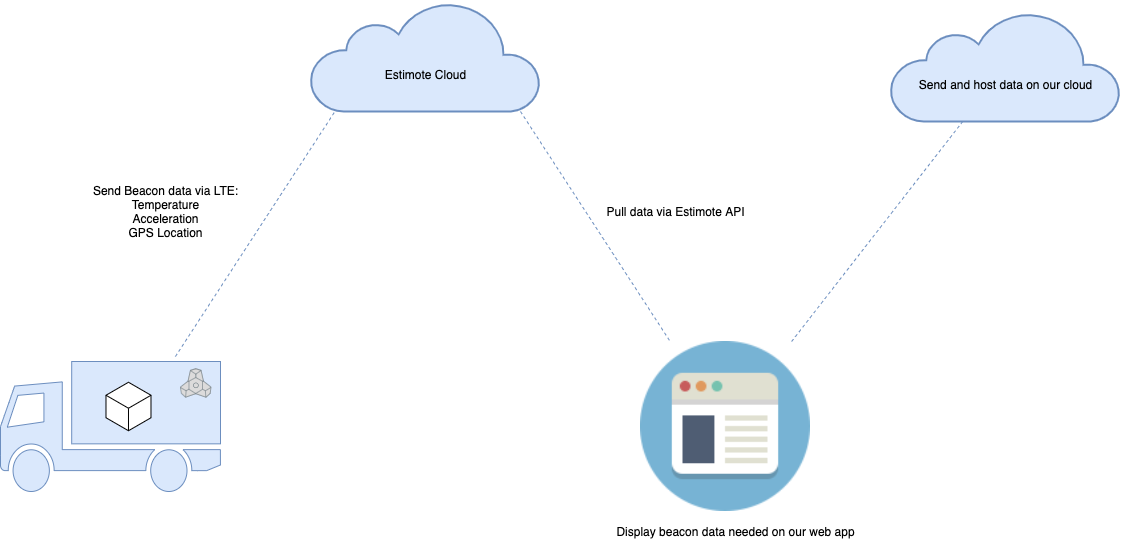 Estimote Cloud
Send and host data on our cloud
Send Beacon data via LTE:
Temperature
Acceleration
GPS Location
Pull data via Estimote API
Display beacon data needed on our web app